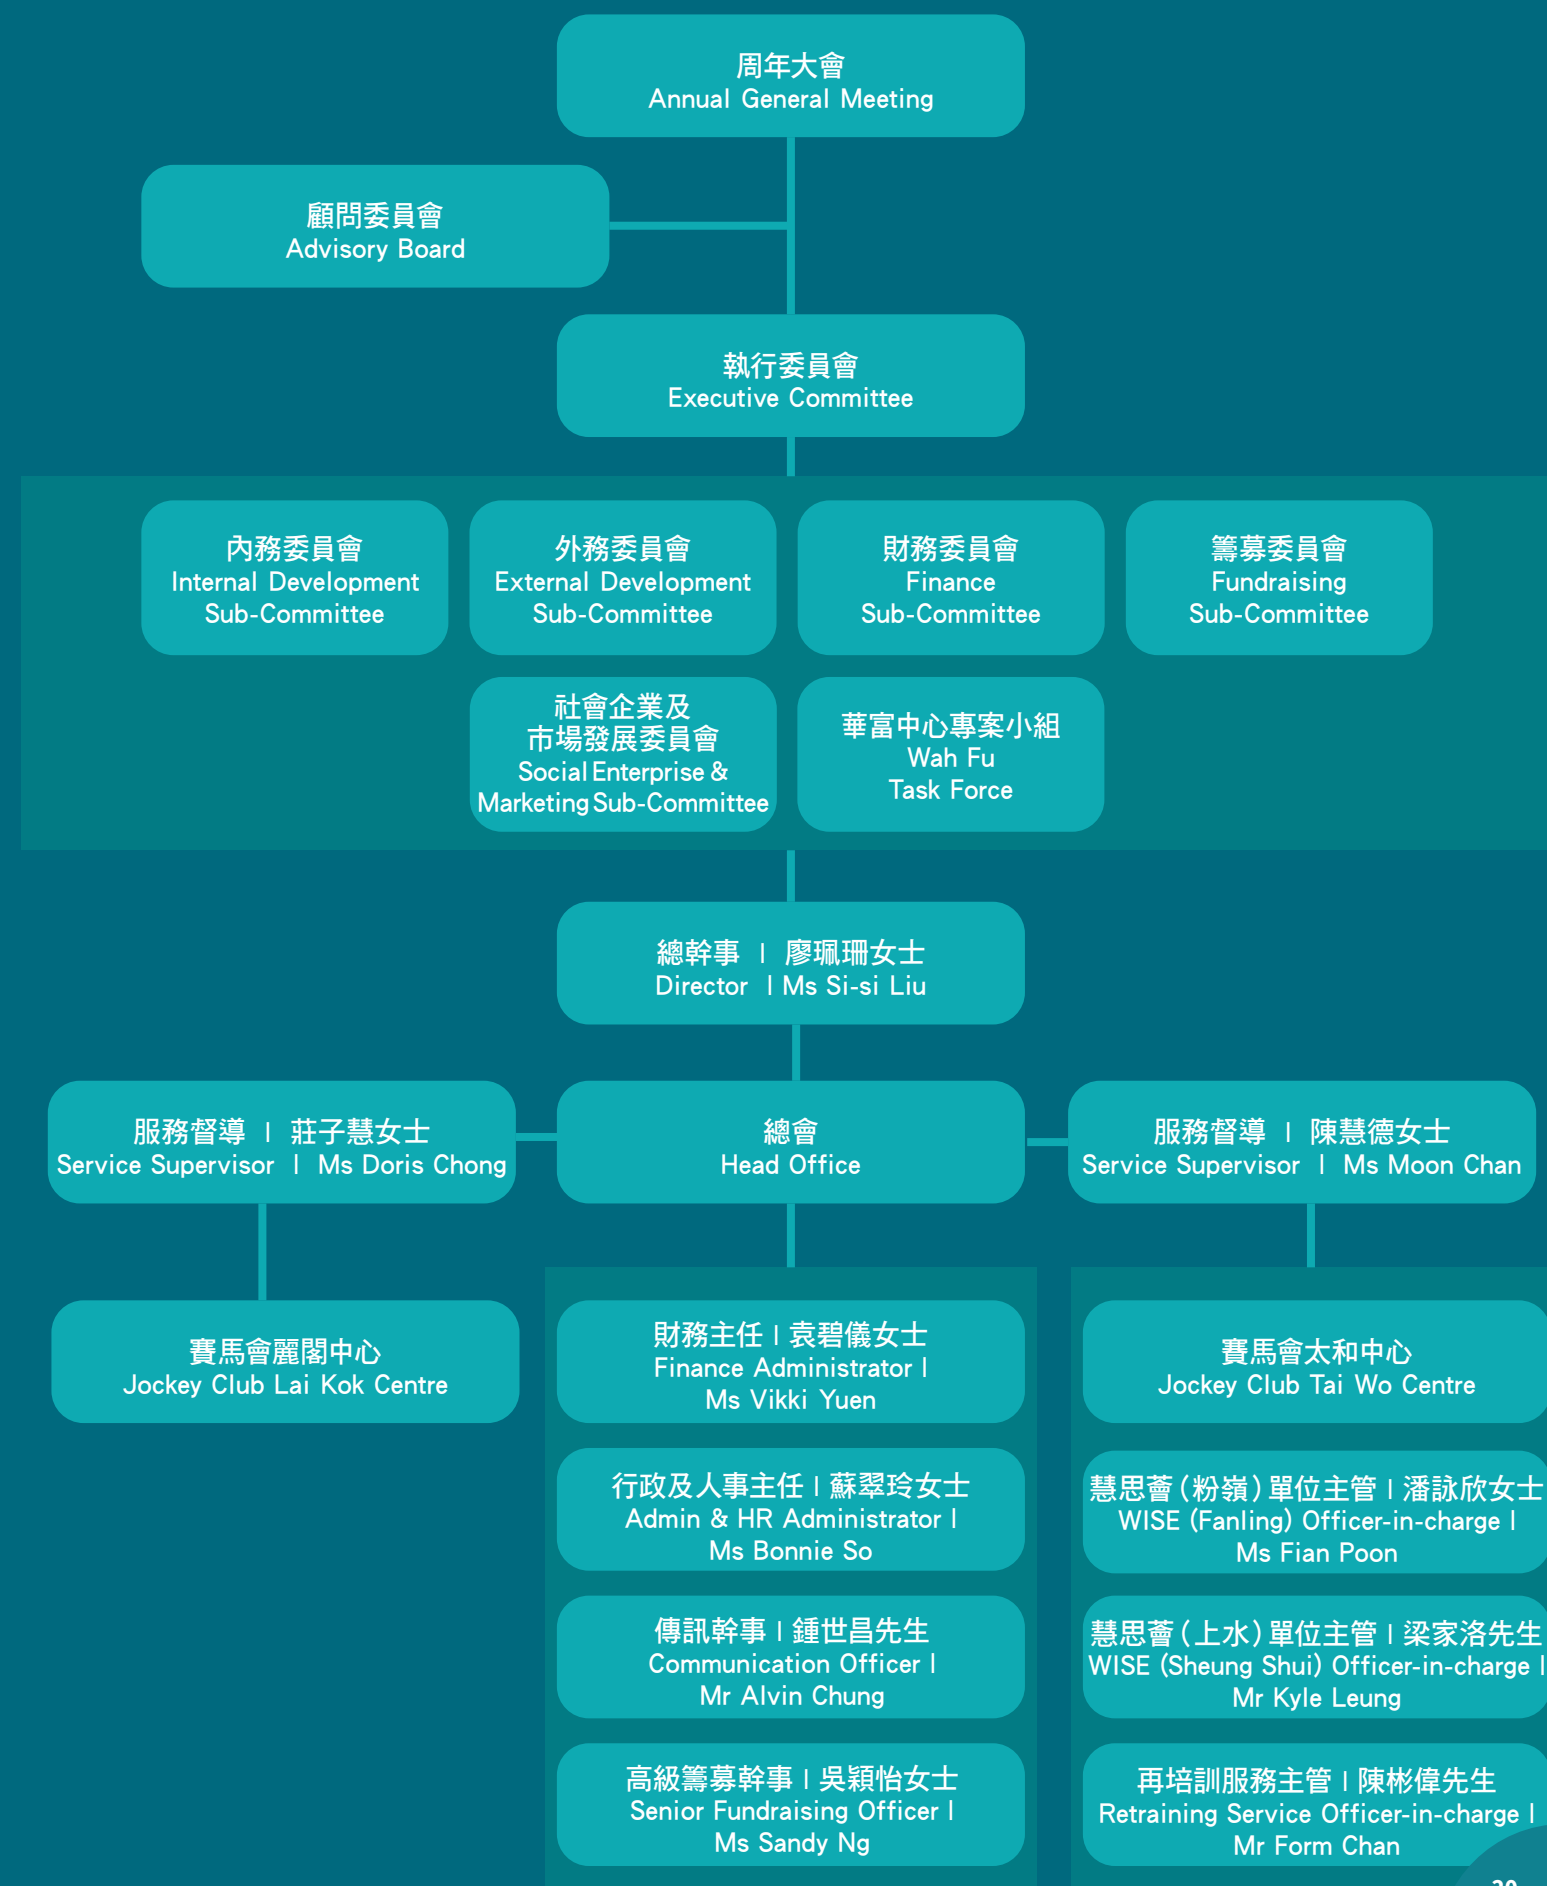 周年大會
Annual General Meeting
顧問委員會
Advisory Board
執行委員會
Executive Committee
內務委員會
Internal Development
Sub-Committee
外務委員會
External Development
Sub-Committee
財務委員會
Finance
Sub-Committee
籌募委員會
Fundraising
Sub-Committee
社會企業及
市場發展委員會
Social Enterprise &
Marketing Sub-Committee
華富中心專案小組
Wah Fu
Task Force
總幹事 | 廖珮珊女士
Director | Ms Si-si Liu
服務督導 | 莊子慧女士
Service Supervisor | Ms Doris Chong
總會
Head Office
服務督導 | 陳慧德女士
Service Supervisor | Ms Moon Chan
賽馬會麗閣中心
Jockey Club Lai Kok Centre
財務主任 | 袁碧儀女士
Finance Administrator |
Ms Vikki Yuen
行政及人事主任 | 蘇翠玲女士
Admin & HR Administrator |
Ms Bonnie So
傳訊幹事 | 鍾世昌先生
Communication Officer |
Mr Alvin Chung
高級籌募幹事 | 吳穎怡女士
Senior Fundraising Officer |
Ms Sandy Ng
賽馬會太和中心
Jockey Club Tai Wo Centre
慧思薈（粉嶺）單位主管 | 潘詠欣女士
WISE (Fanling) Officer-in-charge |
Ms Fian Poon
慧思薈（上水）單位主管 | 梁家洛先生
WISE (Sheung Shui) Officer-in-charge |
Mr Kyle Leung
再培訓服務主管 | 陳彬偉先生
Retraining Service Officer-in-charge |
Mr Form Chan